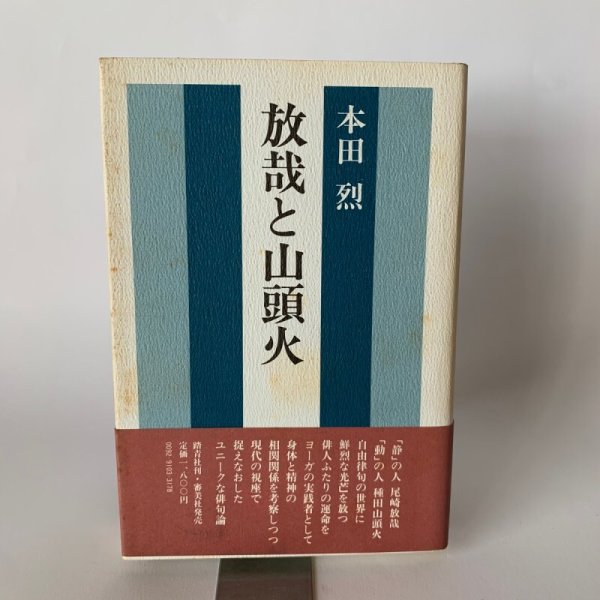 本田 烈
放哉と山頭火
「静」の人 尾崎放哉
「動」の人 種田山頭火
自由律句の世界に
鮮烈な光芒を放つ
俳人ふたりの運命を
ヨーガの実践者として
身体と精神の
相関関係を考察しつつ
現代の視座で
捉えなおした
ユニークな俳句論
踏青社刊・審美社発売
定価一、八〇〇円
0092 3103 3178